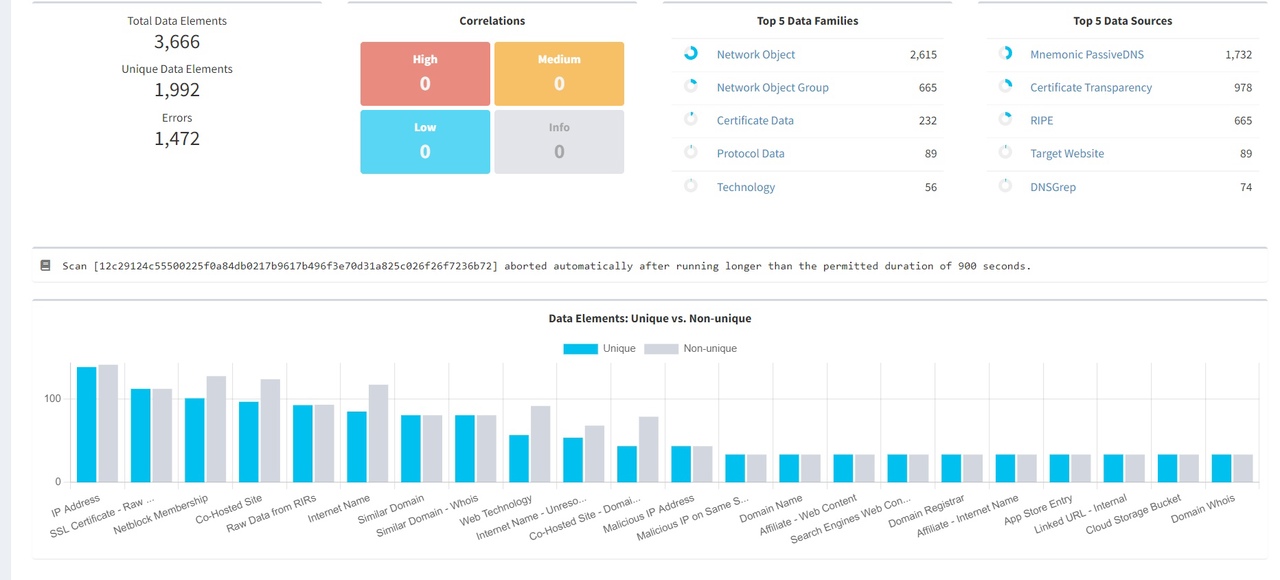 Total Data Elements
3,666
Unique Data Elements
1,992
Errors
1,472
Correlations
High
0
Medium
0
Low
0
Info
0
Top 5 Data Families
Network Object 2,615
Network Object Group 665
Certificate Data 232
Protocol Data 89
Technology 56
Top 5 Data Sources
Mnemonic PassiveDNS 1,732
Certificate Transparency 978
RIPE 665
Target Website 89
DNSGrep 74
Scan [12c29124c55500225f0a84db0217b9617b496f3e70d31a825c026f26f7236b72] aborted automatically after running longer than the permitted duration of 900 seconds.
Data Elements: Unique vs. Non-unique
Unique Non-unique
100
0
IP Address
SSL Certificate - Raw ...
Netblock Membership
Co-Hosted Site
Raw Data from RIRs
Internet Name
Similar Domain
Similar Domain - Whois
Web Technology
Internet Name - Unreso...
Co-Hosted Site - Domai...
Malicious IP Address
Malicious IP on Same S...
Domain Name
Affiliate - Web Content
Search Engines Web Con...
Domain Registrar
Affiliate - Internet Name
App Store Entry
Linked URL - Internal
Cloud Storage Bucket
Domain Whois